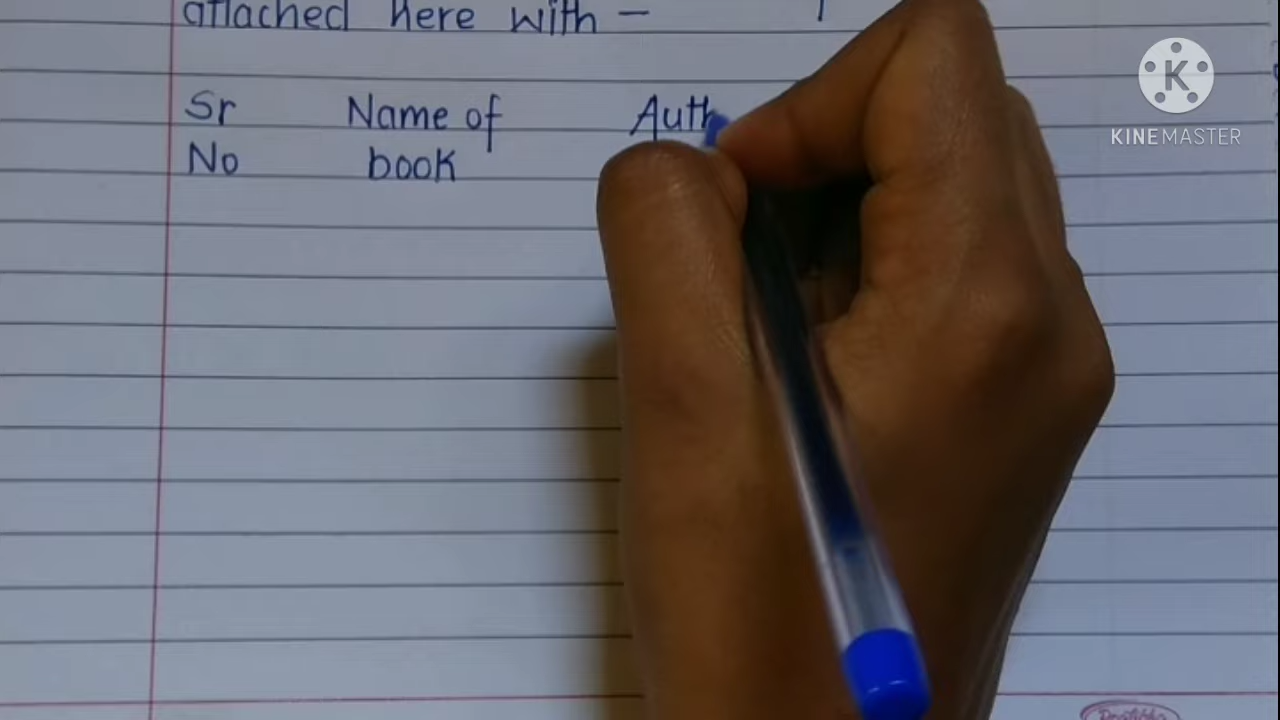 attached here with —
Sr Name of Auth
No book
KINEMASTER